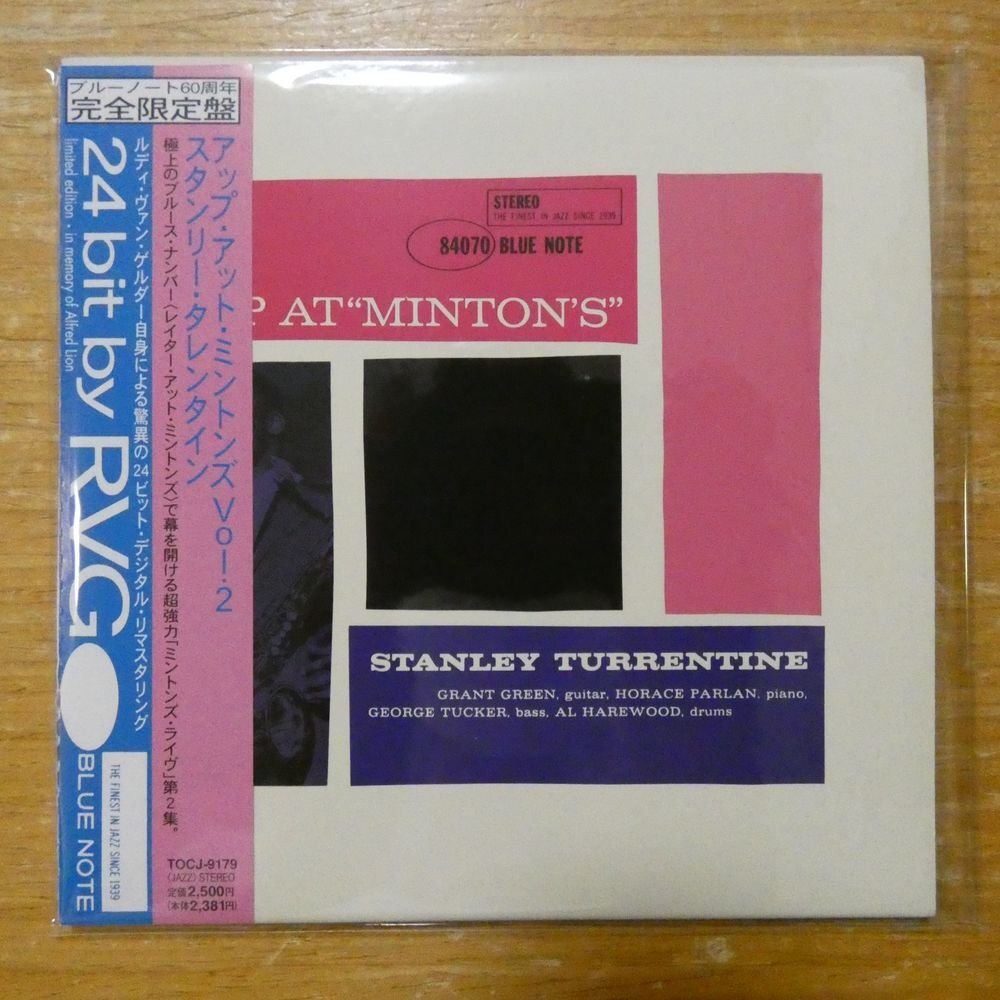 ブルーノート60周年
完全限定盤
アップ・アット・ミントンズ Vol.2
スタンリー・タレンタイン
極上のブルース・ナンバー〈レイター・アット・ミントンズ〉で幕を開ける超強力「ミントンズ・ライヴ」第2集。
ルディ・ヴァン・ゲルダー自身による驚異の24ビット・デジタル・リマスタリング
24 bit by RVG
limited edition・in memory of Alfred Lion
BLUE NOTE
THE FINEST IN JAZZ SINCE 1939
TOCJ-9179
(JAZZ) STEREO
定価2,500円
(本体2,381円)
STEREO
THE FINEST IN JAZZ SINCE 1939
84070 BLUE NOTE
P AT "MINTON'S"
STANLEY TURRENTINE
GRANT GREEN, guitar, HORACE PARLAN, piano,
GEORGE TUCKER, bass, AL HAREWOOD, drums